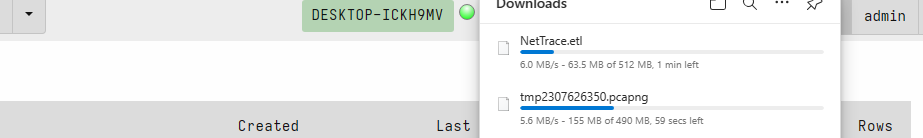 DESKTOP-ICKH9MV
Downloads
admin
NetTrace.etl
6.0 MB/s - 63.5 MB of 512 MB, 1 min left
tmp2307626350.pcapng
5.6 MB/s - 155 MB of 490 MB, 59 secs left
Created
Last
Rows